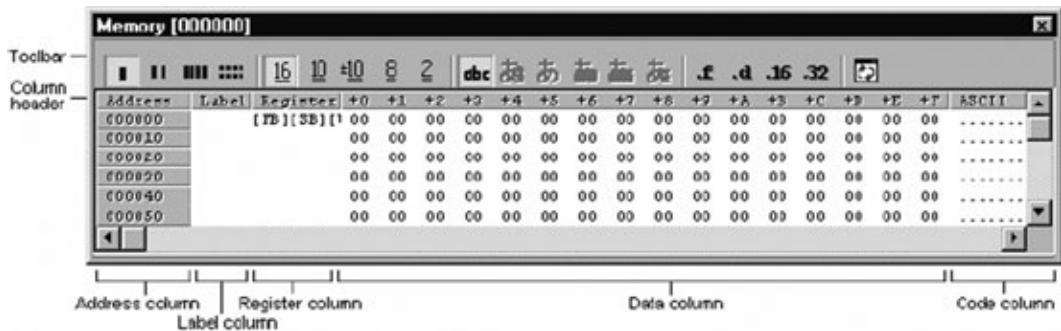 Memory [000000]
Toolbar
16 10 ±10 8 2 abc あ .f .d .16 .32
Column header
Address Label Register +0 +1 +2 +3 +4 +5 +6 +7 +8 +9 +A +B +C +D +E +F ASCII
000000 [FB][SB][ 00 00 00 00 00 00 00 00 00 00 00 00 00 00 00 00 .......
000010 00 00 00 00 00 00 00 00 00 00 00 00 00 00 00 00 .......
000020 00 00 00 00 00 00 00 00 00 00 00 00 00 00 00 00 .......
000030 00 00 00 00 00 00 00 00 00 00 00 00 00 00 00 00 .......
000040 00 00 00 00 00 00 00 00 00 00 00 00 00 00 00 00 .......
000050 00 00 00 00 00 00 00 00 00 00 00 00 00 00 00 00 .......
Address column Register column Data column Code column
Label column